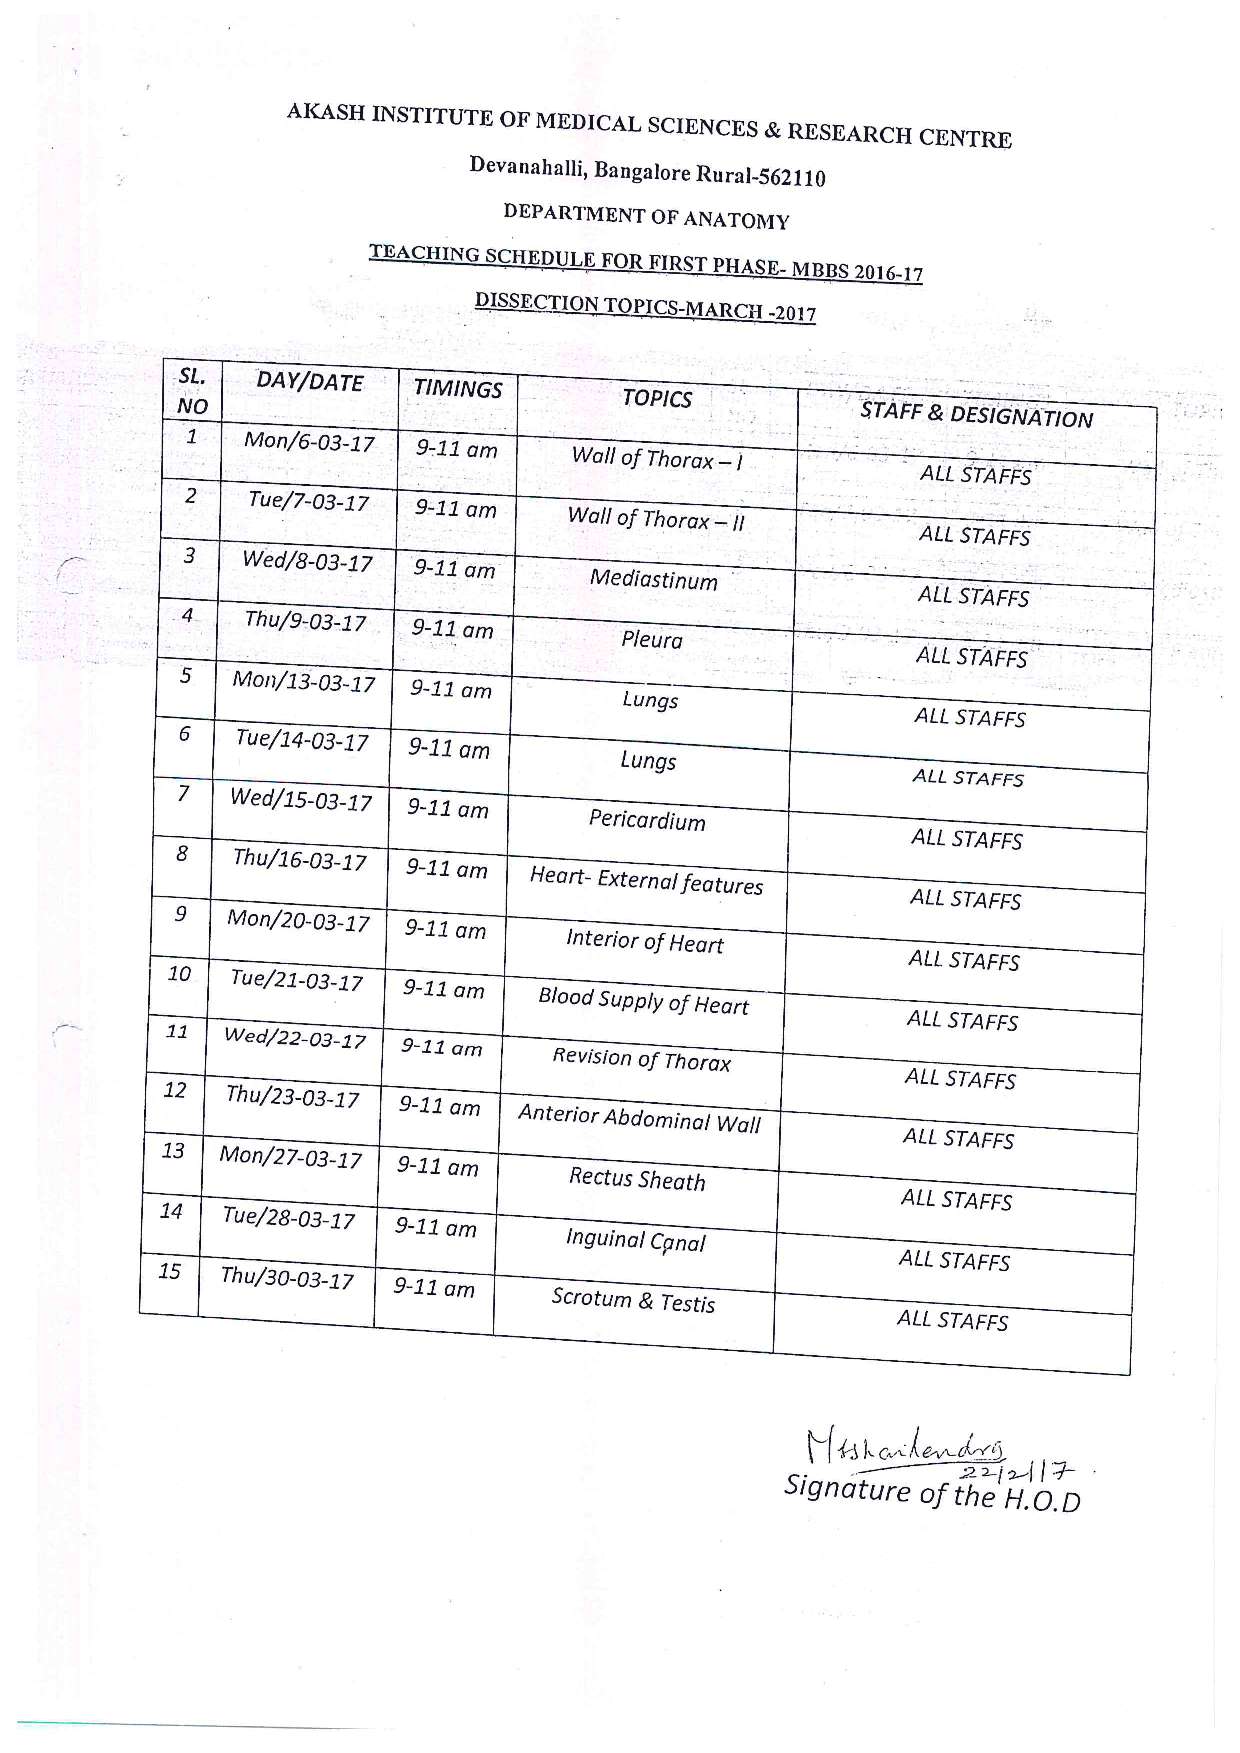 AKASH INSTITUTE OF MEDICAL SCIENCES & RESEARCH CENTRE
Devanahalli, Bangalore Rural-562110
DEPARTMENT OF ANATOMY
TEACHING SCHEDULE FOR FIRST PHASE- MBBS 2016-17
DISSECTION TOPICS-MARCH -2017
SL. NO DAY/DATE TIMINGS TOPICS STAFF & DESIGNATION
1 Mon/6-03-17 9-11 am Wall of Thorax – I ALL STAFFS
2 Tue/7-03-17 9-11 am Wall of Thorax – II ALL STAFFS
3 Wed/8-03-17 9-11 am Mediastinum ALL STAFFS
4 Thu/9-03-17 9-11 am Pleura ALL STAFFS
5 Mon/13-03-17 9-11 am Lungs ALL STAFFS
6 Tue/14-03-17 9-11 am Lungs ALL STAFFS
7 Wed/15-03-17 9-11 am Pericardium ALL STAFFS
8 Thu/16-03-17 9-11 am Heart- External features ALL STAFFS
9 Mon/20-03-17 9-11 am Interior of Heart ALL STAFFS
10 Tue/21-03-17 9-11 am Blood Supply of Heart ALL STAFFS
11 Wed/22-03-17 9-11 am Revision of Thorax ALL STAFFS
12 Thu/23-03-17 9-11 am Anterior Abdominal Wall ALL STAFFS
13 Mon/27-03-17 9-11 am Rectus Sheath ALL STAFFS
14 Tue/28-03-17 9-11 am Inguinal Canal ALL STAFFS
15 Thu/30-03-17 9-11 am Scrotum & Testis ALL STAFFS
22/2/17
Signature of the H.O.D